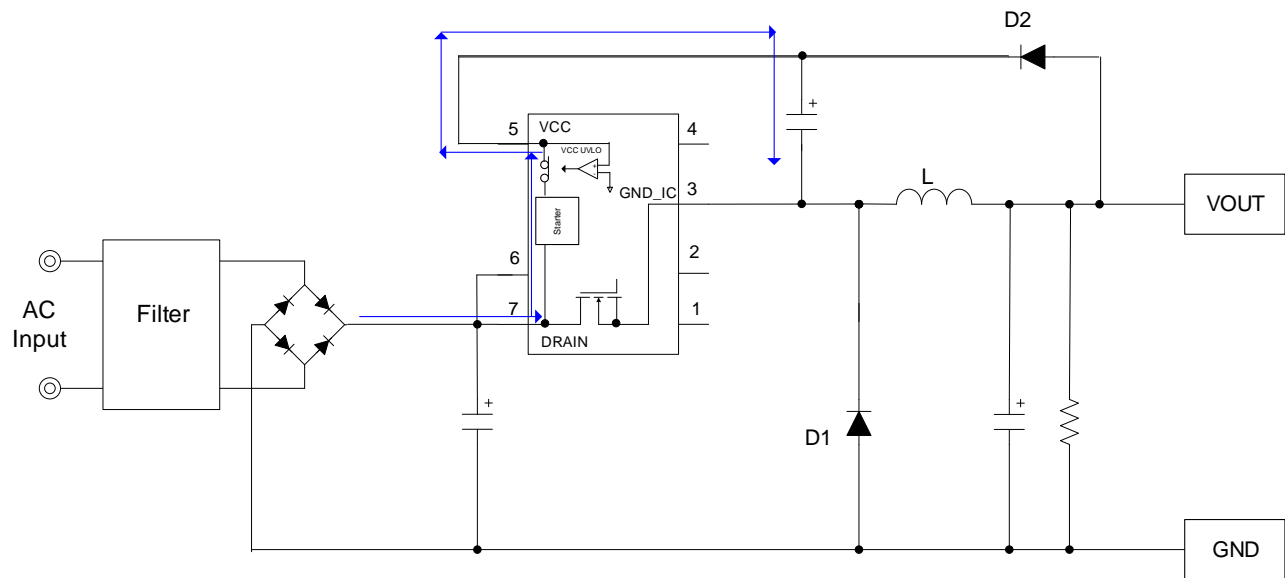 D2
+
5
VCC
4
VCC UVLO
+
GND_IC
3
L
VOUT
Starter
6
2
AC
Input
Filter
7
1
DRAIN
+
D1
+
GND